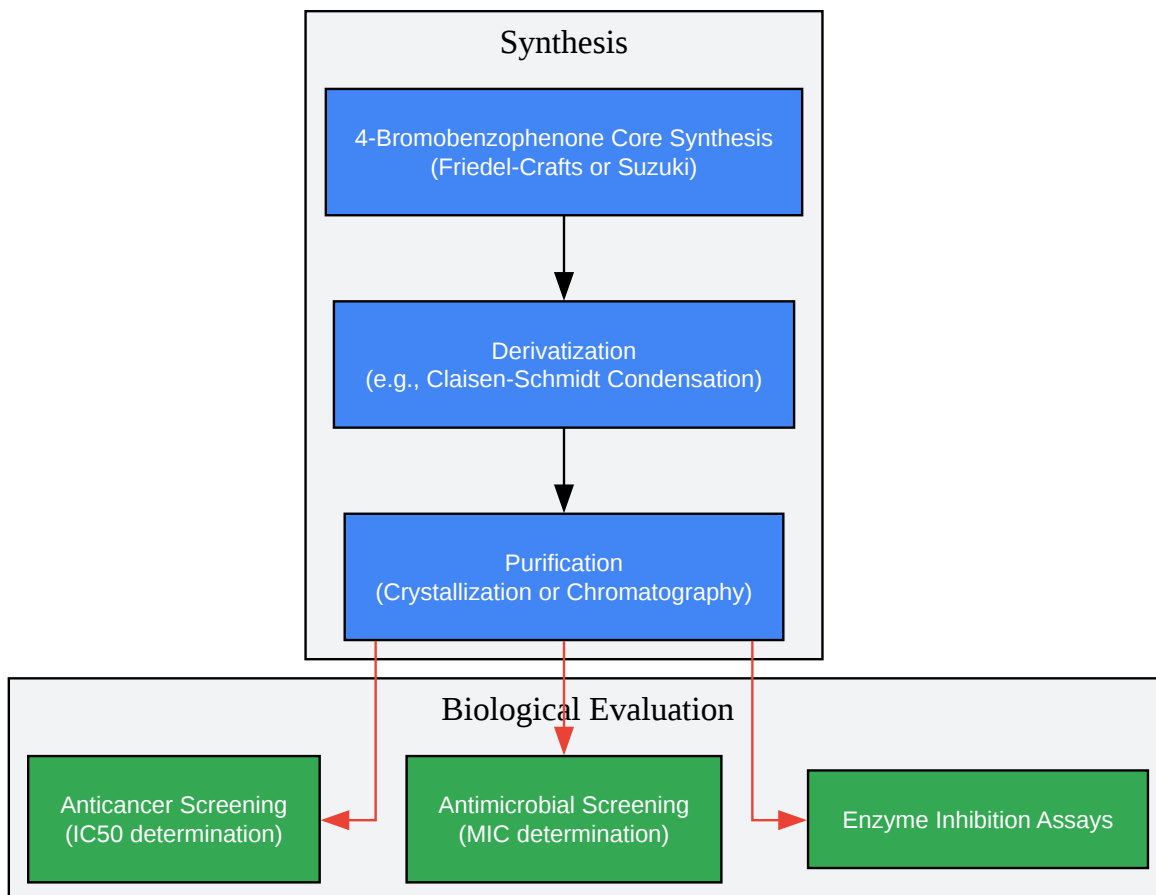 Synthesis
4-Bromobenzophenone Core Synthesis
(Friedel-Crafts or Suzuki)
Derivatization
(e.g., Claisen-Schmidt Condensation)
Purification
(Crystallization or Chromatography)
Biological Evaluation
Anticancer Screening
(IC50 determination)
Antimicrobial Screening
(MIC determination)
Enzyme Inhibition Assays